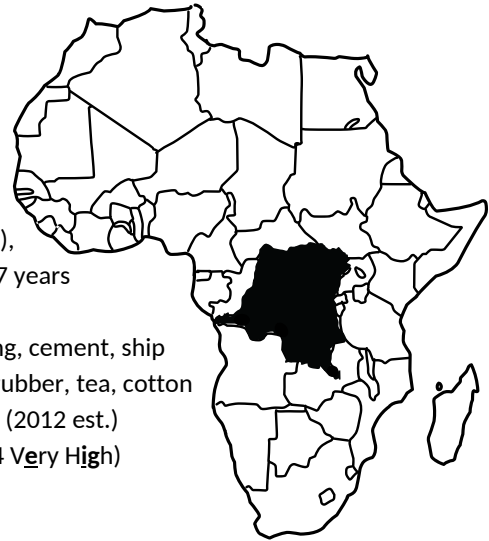 ),
7 years
ng, cement, ship
ubber, tea, cotton
(2012 est.)
4 Very High)